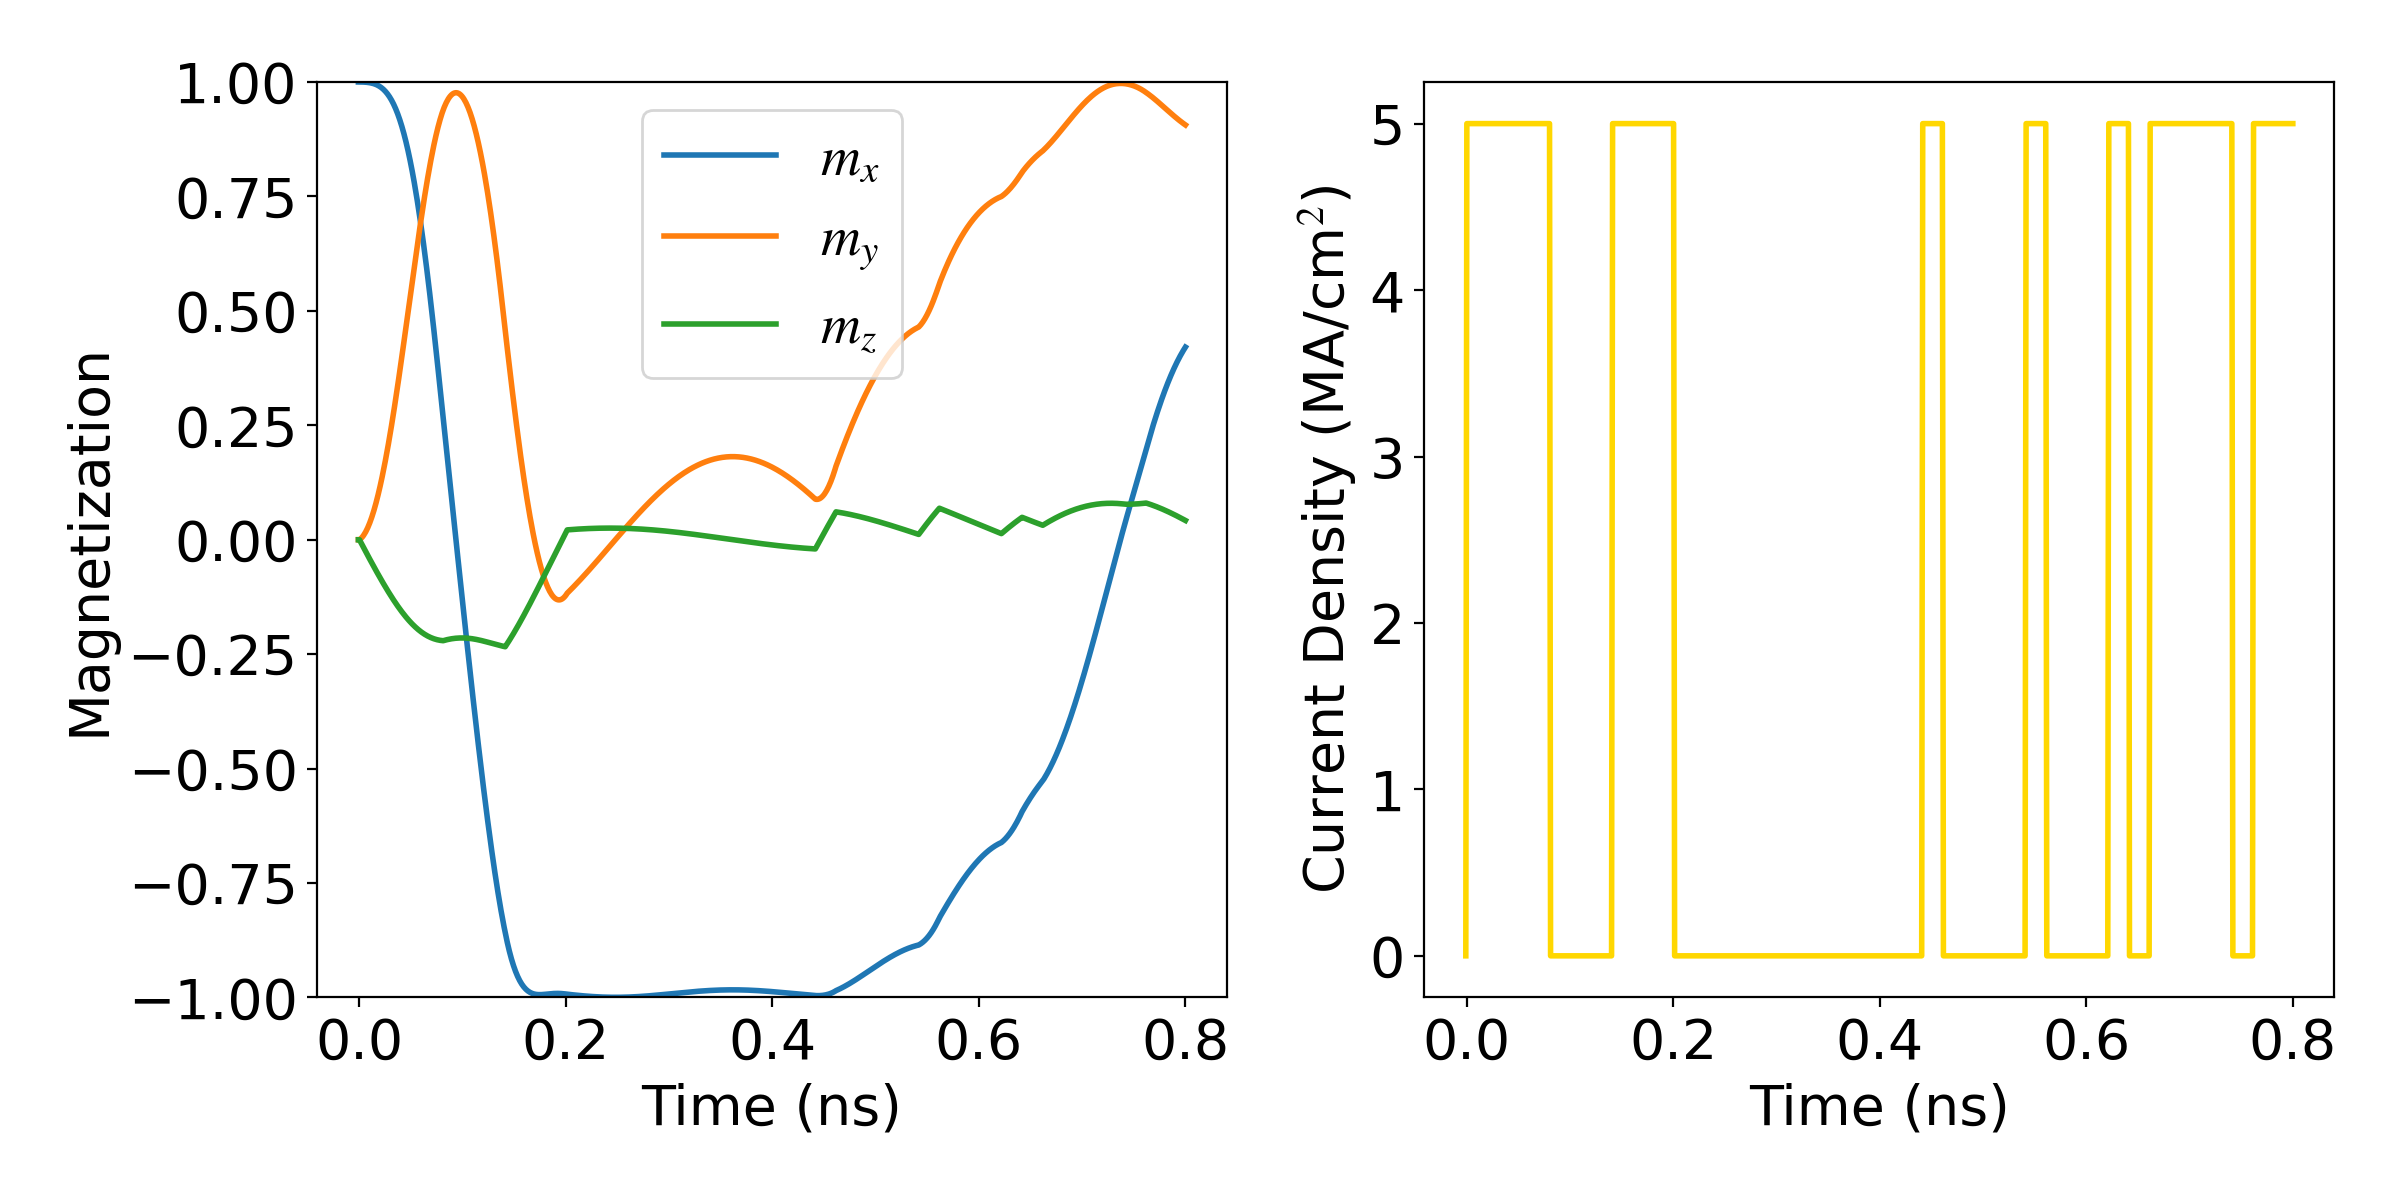 Magnetization
1.00
0.75
0.50
0.25
0.00
−0.25
−0.50
−0.75
−1.00
0.0 0.2 0.4 0.6 0.8
Time (ns)
mₓ
m_y
m_z
Current Density (MA/cm²)
5
4
3
2
1
0
0.0 0.2 0.4 0.6 0.8
Time (ns)